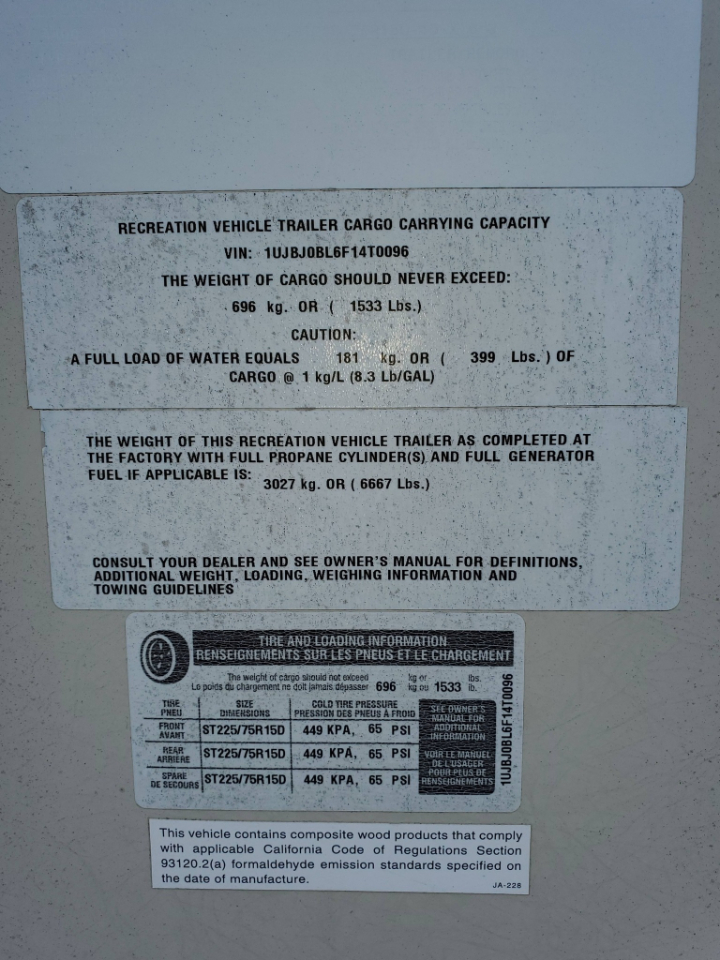 RECREATION VEHICLE TRAILER CARGO CARRYING CAPACITY
VIN: 1UJBJ0BL6F14T0096
THE WEIGHT OF CARGO SHOULD NEVER EXCEED:
696 kg. OR ( 1533 Lbs.)
CAUTION:
A FULL LOAD OF WATER EQUALS 181 kg. OR ( 399 Lbs. ) OF
CARGO @ 1 kg/L (8.3 Lb/GAL)
THE WEIGHT OF THIS RECREATION VEHICLE TRAILER AS COMPLETED AT
THE FACTORY WITH FULL PROPANE CYLINDER(S) AND FULL GENERATOR
FUEL IF APPLICABLE IS: 3027 kg. OR ( 6667 Lbs.)
CONSULT YOUR DEALER AND SEE OWNER'S MANUAL FOR DEFINITIONS,
ADDITIONAL WEIGHT, LOADING, WEIGHING INFORMATION AND
TOWING GUIDELINES
TIRE AND LOADING INFORMATION
RENSEIGNEMENTS SUR LES PNEUS ET LE CHARGEMENT
The weight of cargo should not exceed kg or lbs.
Le poids du chargement ne doit jamais dépasser 696 kg ou 1533 lb.
TIRE SIZE COLD TIRE PRESSURE
PNEU DIMENSIONS PRESSION DES PNEUS À FROID
FRONT
AVANT ST225/75R15D 449 KPA, 65 PSI
REAR
ARRIÈRE ST225/75R15D 449 KPA, 65 PSI
SPARE
DE SECOURS ST225/75R15D 449 KPA, 65 PSI
SEE OWNER'S
MANUAL FOR
ADDITIONAL
INFORMATION
VOIR LE MANUEL
DE L'USAGER
POUR PLUS DE
RENSEIGNEMENTS
1UJBJ0BL6F14T0096
This vehicle contains composite wood products that comply
with applicable California Code of Regulations Section
93120.2(a) formaldehyde emission standards specified on
the date of manufacture.
JA-228